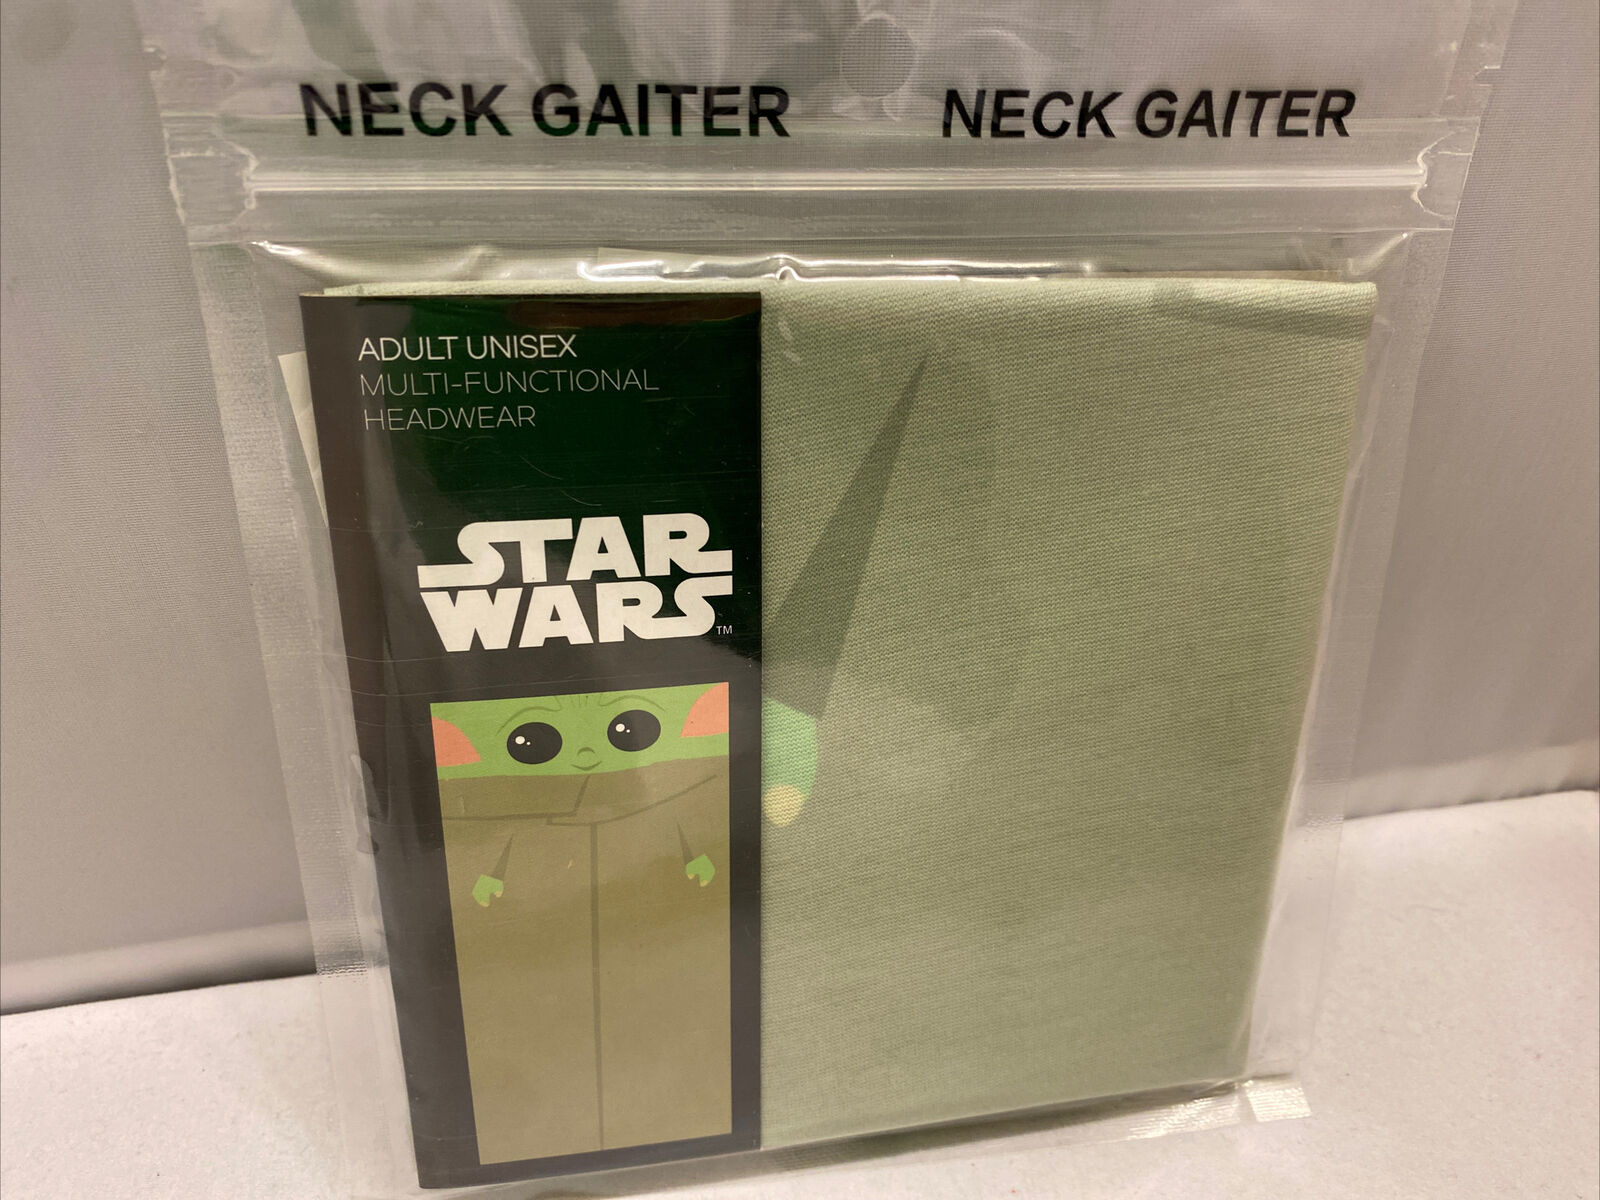 NECK GAITER NECK GAITER
ADULT UNISEX
MULTI-FUNCTIONAL
HEADWEAR
STAR
WARS
TM